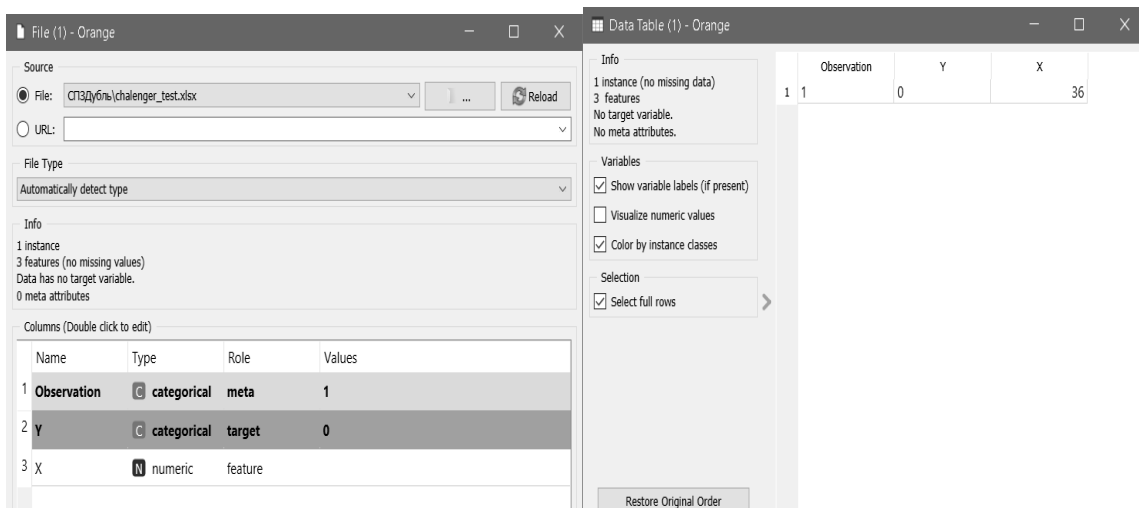 File (1) - Orange
Source
File: СПЗДубль\chalenger_test.xlsx ... Reload
URL:
File Type
Automatically detect type
Info
1 instance
3 features (no missing values)
Data has no target variable.
0 meta attributes
Columns (Double click to edit)
Name Type Role Values
1 Observation C categorical meta 1
2 Y C categorical target 0
3 X N numeric feature
Data Table (1) - Orange
Info
1 instance (no missing data)
3 features
No target variable.
No meta attributes.
Variables
Show variable labels (if present)
Visualize numeric values
Color by instance classes
Selection
Select full rows
Restore Original Order
Observation Y X
1 1 0 36